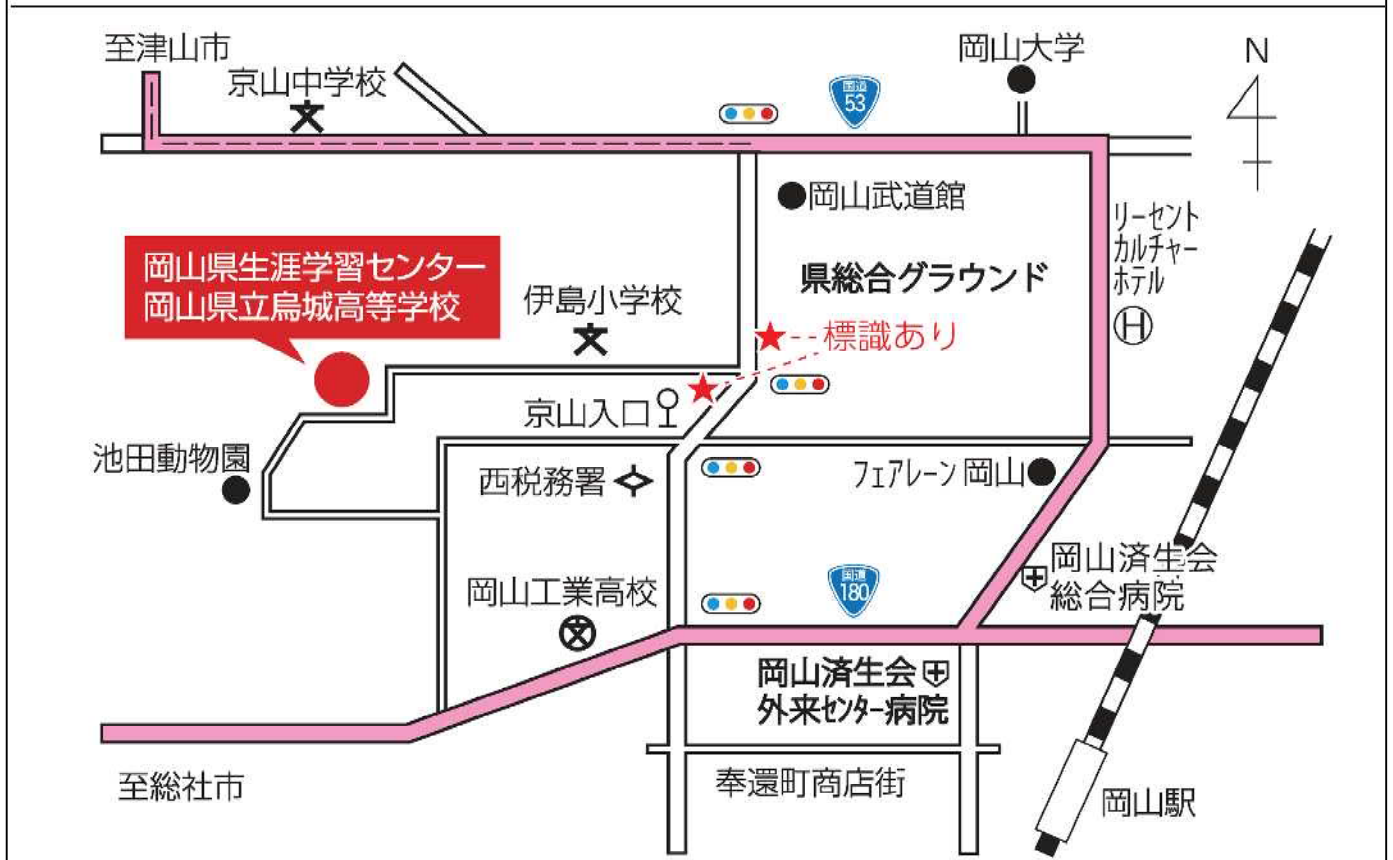 至津山市
京山中学校
国道
53
岡山大学
N
岡山武道館
リーセント
カルチャー
ホテル
H
岡山県生涯学習センター
岡山県立烏城高等学校
伊島小学校
県総合グラウンド
標識あり
京山入口
池田動物園
西税務署
フェアレーン岡山
岡山工業高校
国道
180
岡山済生会
総合病院
岡山済生会
外来センター病院
至総社市
奉還町商店街
岡山駅